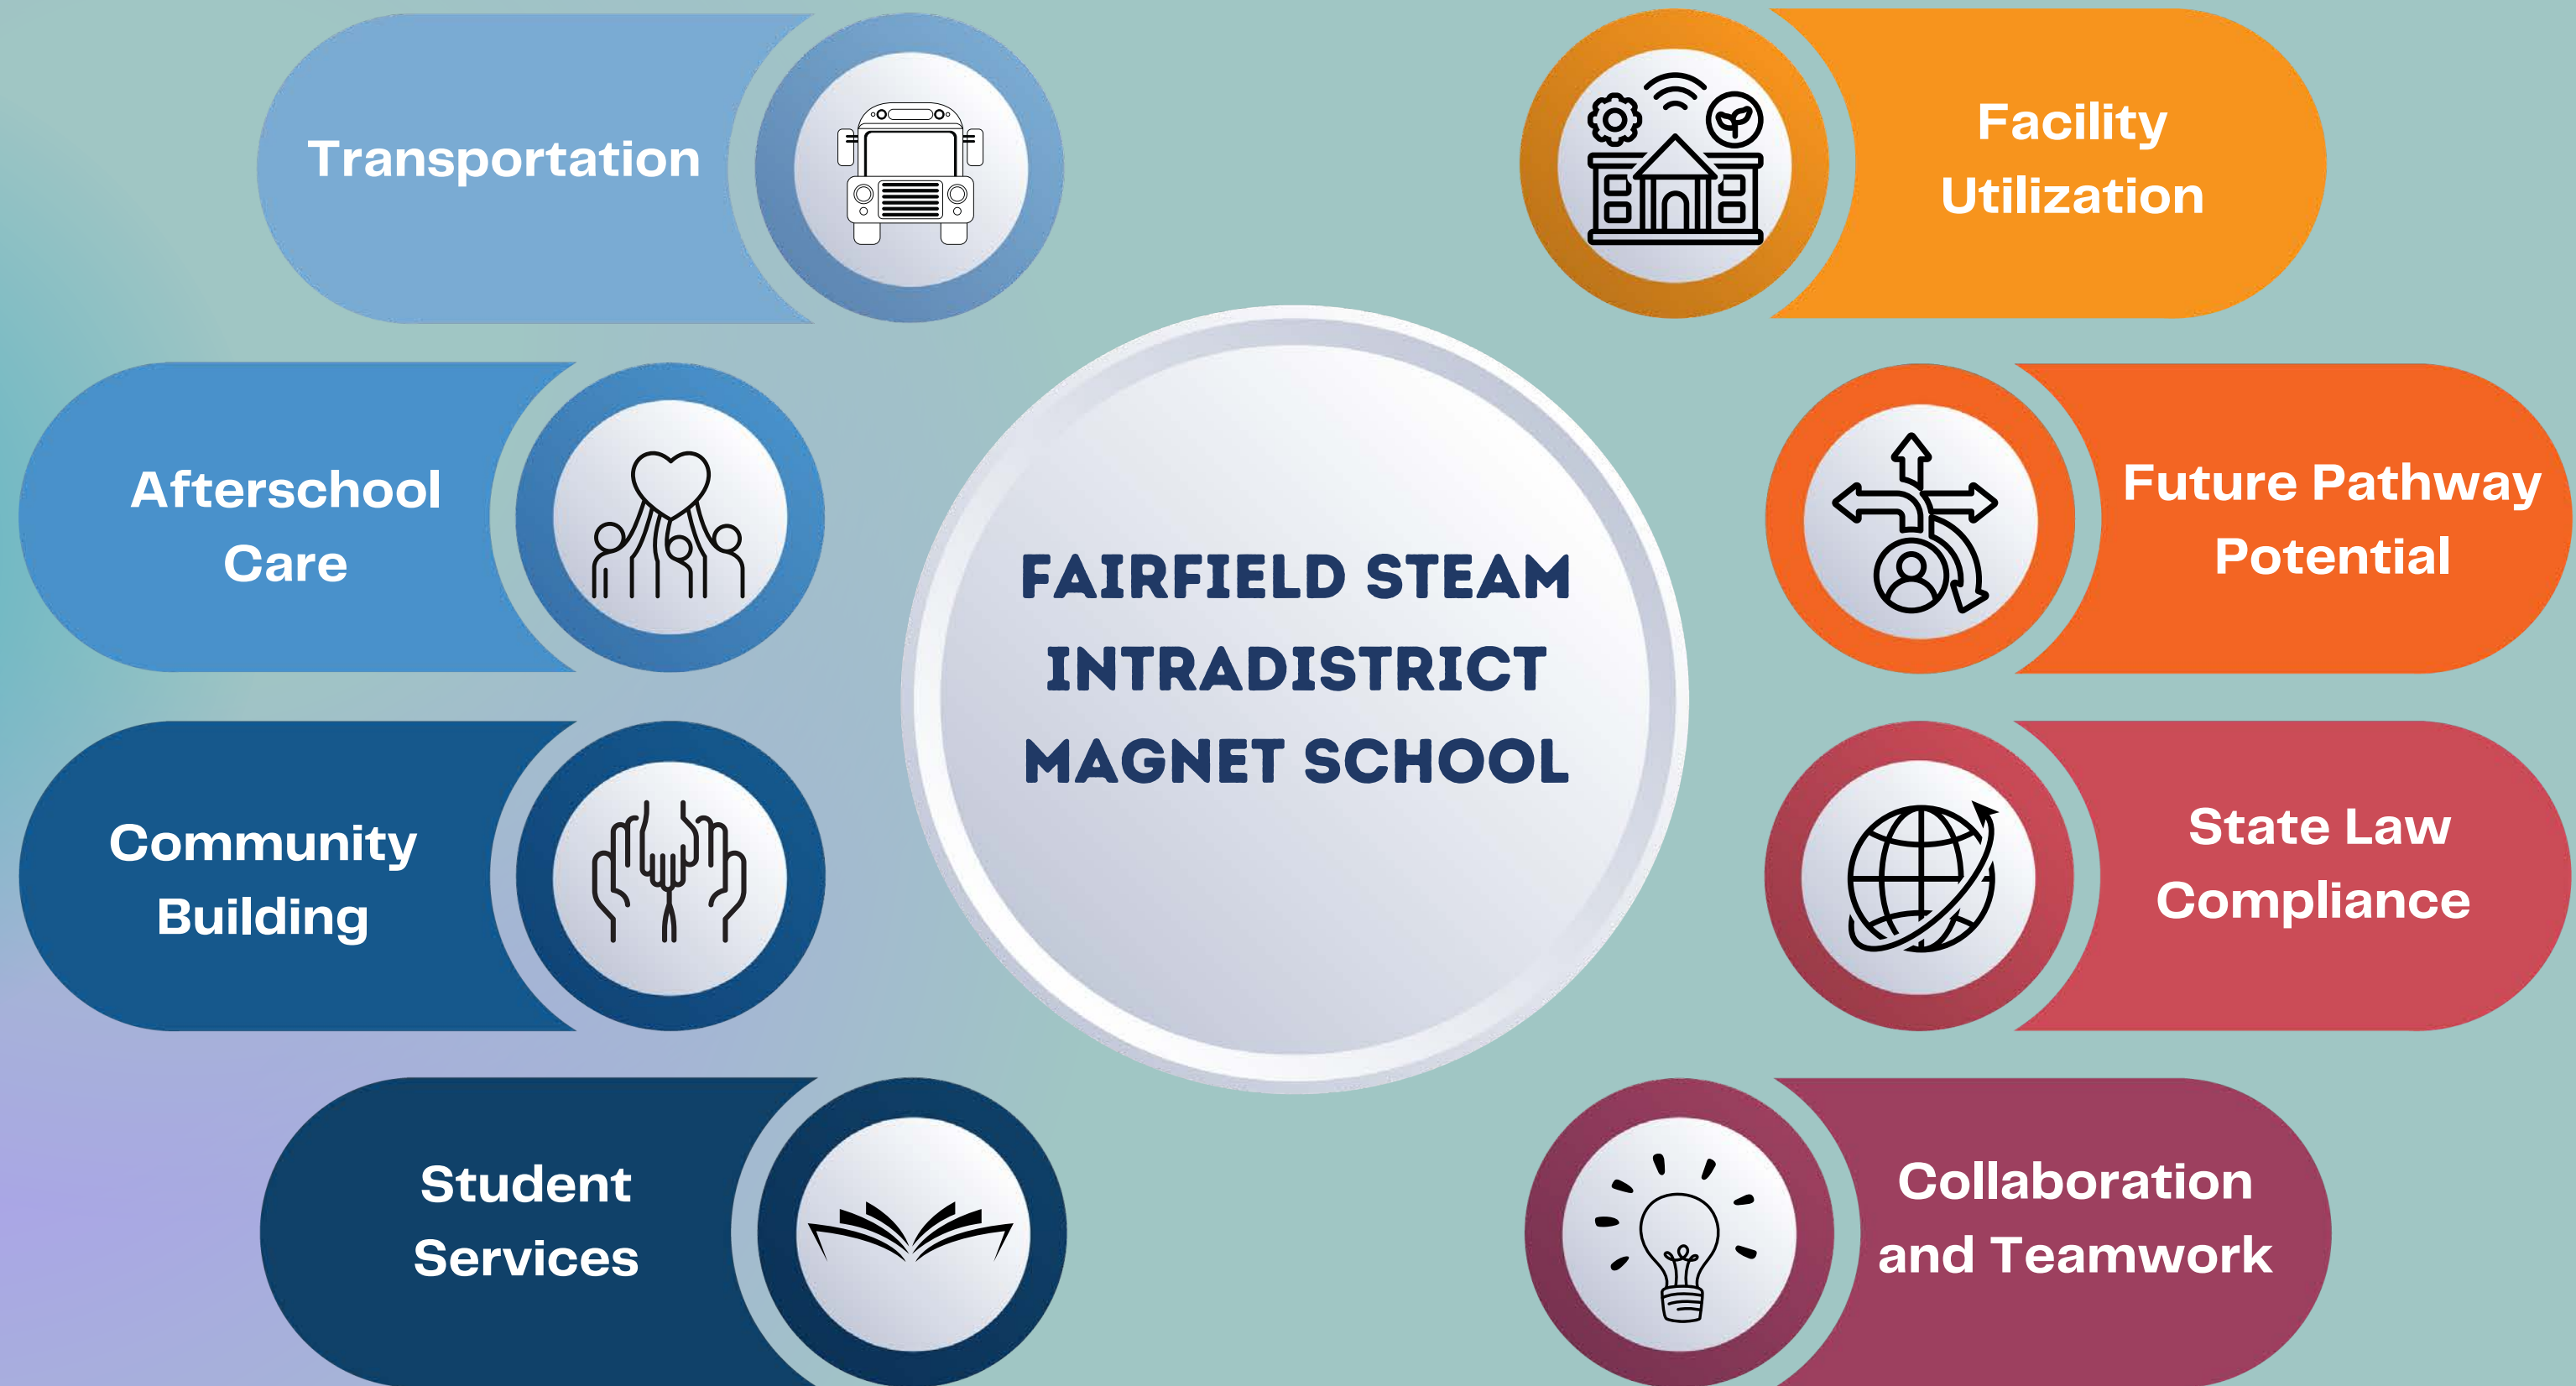 Transportation
Afterschool
Care
Community
Building
Student
Services
FAIRFIELD STEAM
INTRADISTRICT
MAGNET SCHOOL
Facility
Utilization
Future Pathway
Potential
State Law
Compliance
Collaboration
and Teamwork